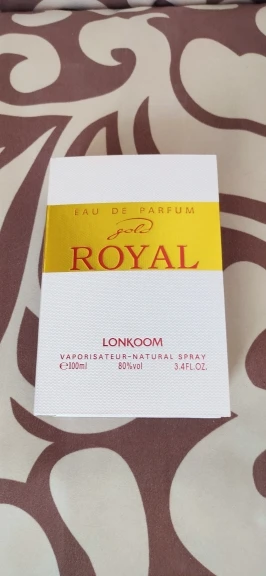 EAU DE PARFUM
gold
ROYAL
LONKOOM
VAPORISATEUR-NATURAL SPRAY
℮100ml 80%vol 3.4FL.OZ.